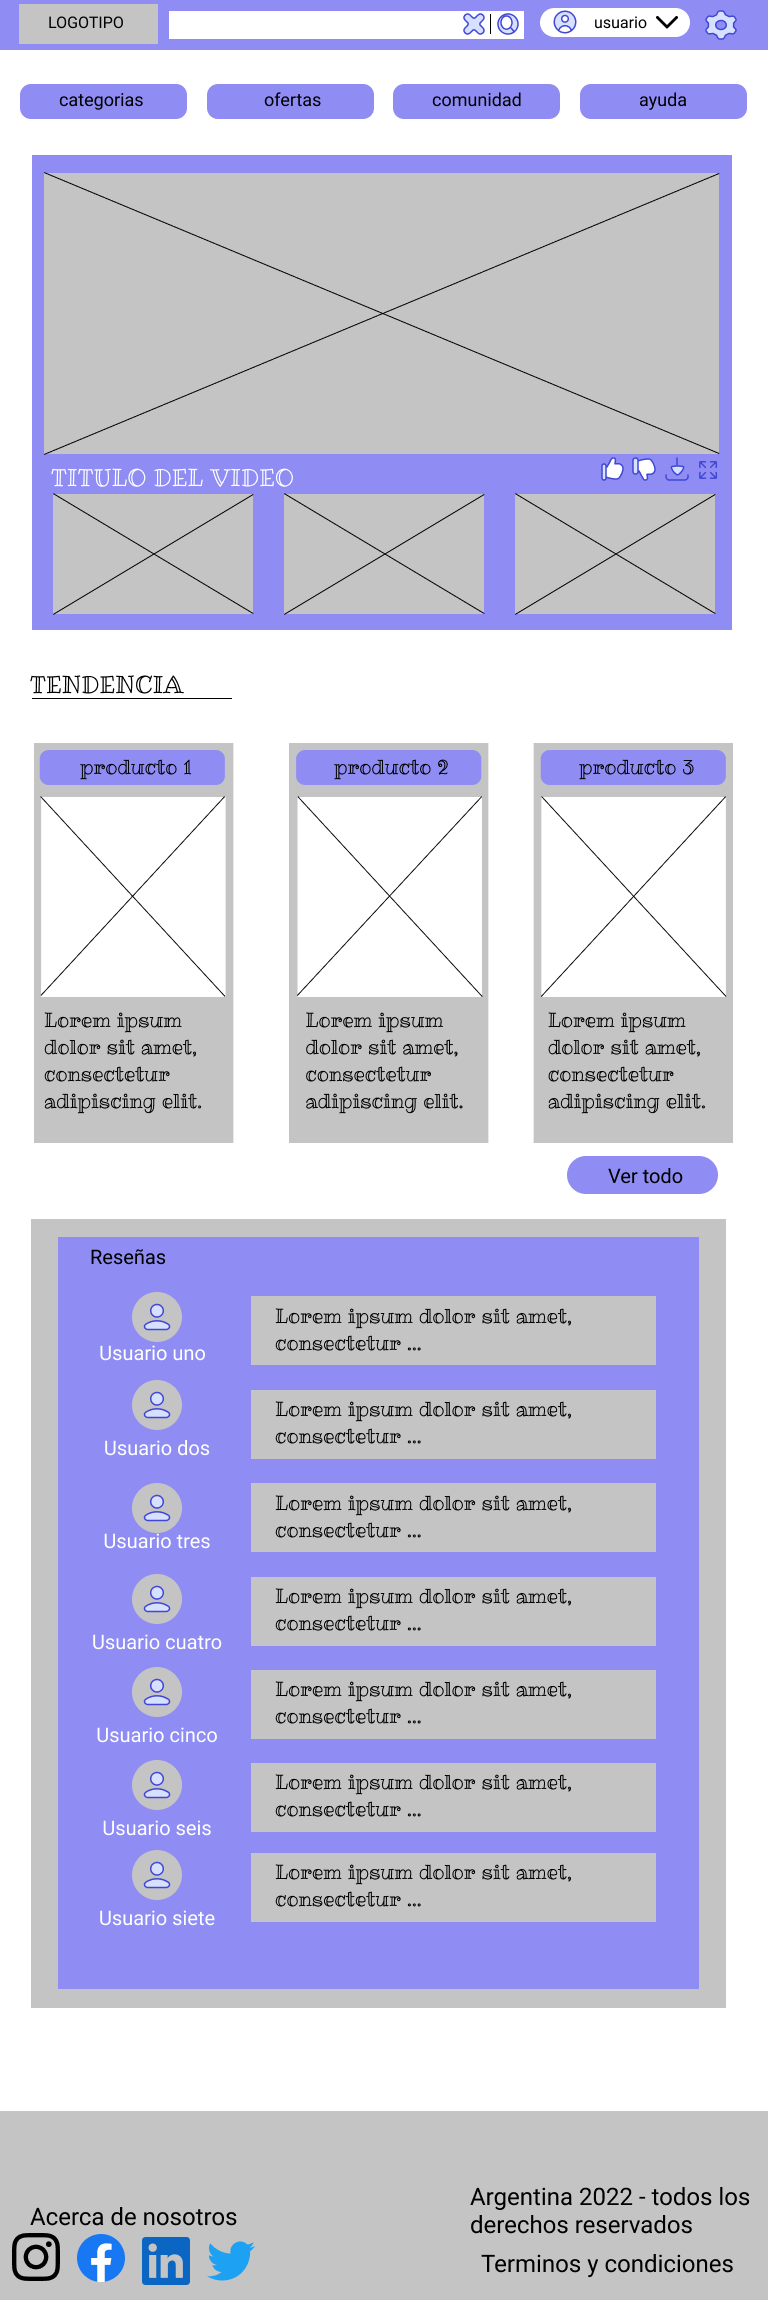 LOGOTIPO
usuario
categorias
ofertas
comunidad
ayuda
TITULO DEL VIDEO
TENDENCIA
producto 1
producto 2
producto 3
Lorem ipsum
dolor sit amet,
consectetur
adipiscing elit.
Lorem ipsum
dolor sit amet,
consectetur
adipiscing elit.
Lorem ipsum
dolor sit amet,
consectetur
adipiscing elit.
Ver todo
Reseñas
Usuario uno
Lorem ipsum dolor sit amet,
consectetur ...
Usuario dos
Lorem ipsum dolor sit amet,
consectetur ...
Usuario tres
Lorem ipsum dolor sit amet,
consectetur ...
Usuario cuatro
Lorem ipsum dolor sit amet,
consectetur ...
Usuario cinco
Lorem ipsum dolor sit amet,
consectetur ...
Usuario seis
Lorem ipsum dolor sit amet,
consectetur ...
Usuario siete
Lorem ipsum dolor sit amet,
consectetur ...
Acerca de nosotros
in
Argentina 2022 - todos los
derechos reservados
Terminos y condiciones